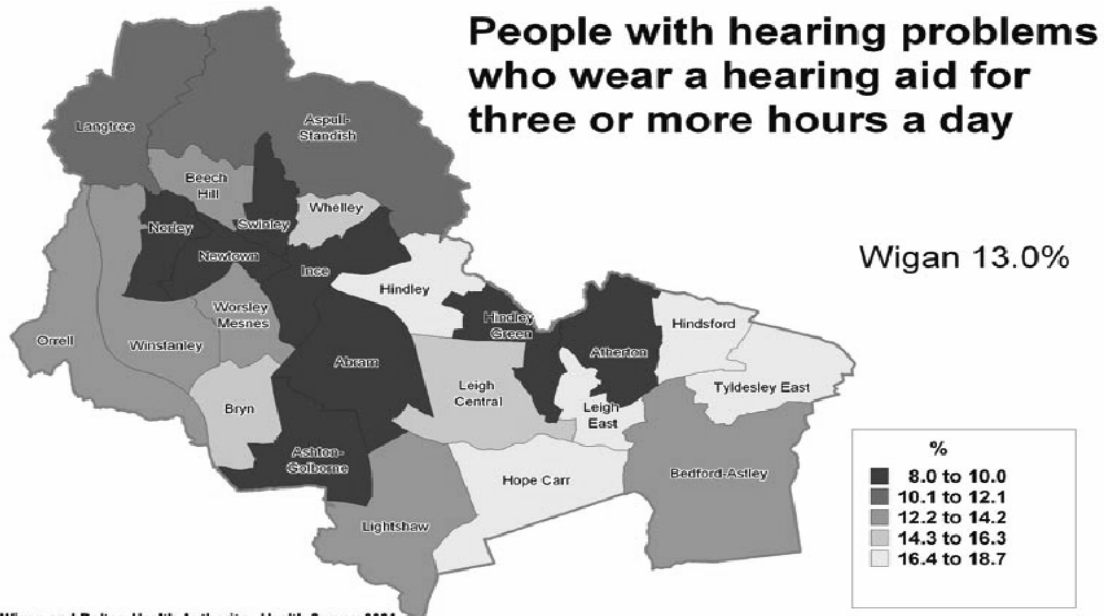 People with hearing problems
who wear a hearing aid for
three or more hours a day
Langtree
Aspull-
Standish
Beech
Hill
Whelley
Swinley
Norley
Newtown
Ince
Wigan 13.0%
Hindley
Worsley
Mesnes
Hindley
Green
Hindsford
Orrell
Winstanley
Atherton
Abram
Leigh
Central
Tyldesley East
Bryn
Leigh
East
Ashton-
Golborne
Hope Carr
Bedford-Astley
Lightshaw
%
8.0 to 10.0
10.1 to 12.1
12.2 to 14.2
14.3 to 16.3
16.4 to 18.7